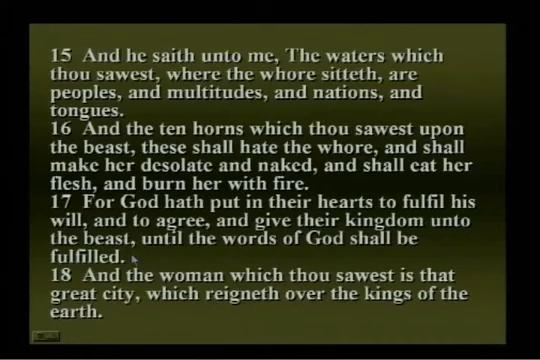 15 And he saith unto me, The waters which
thou sawest, where the whore sitteth, are
peoples, and multitudes, and nations, and
tongues.
16 And the ten horns which thou sawest upon
the beast, these shall hate the whore, and shall
make her desolate and naked, and shall eat her
flesh, and burn her with fire.
17 For God hath put in their hearts to fulfil his
will, and to agree, and give their kingdom unto
the beast, until the words of God shall be
fulfilled.
18 And the woman which thou sawest is that
great city, which reigneth over the kings of the
earth.